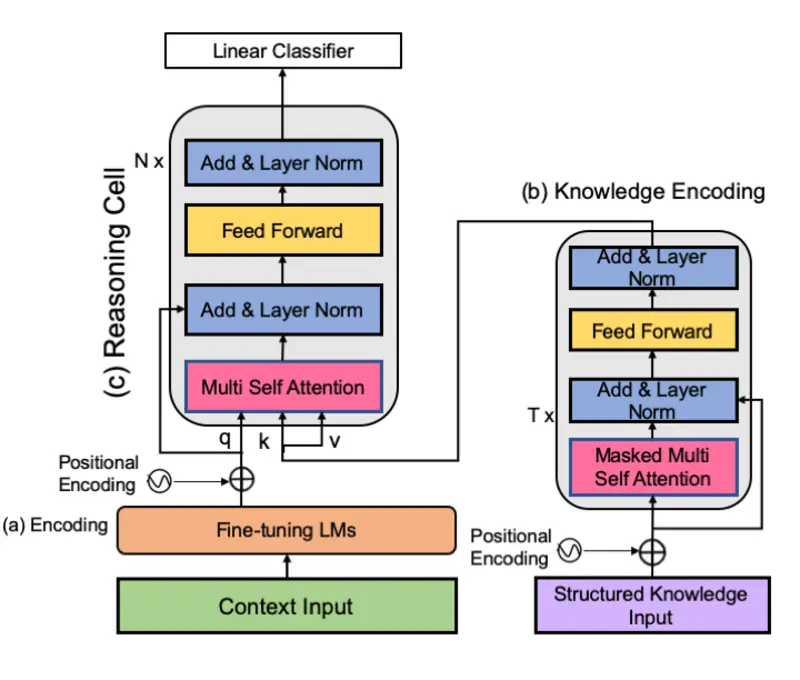 Linear Classifier
(c) Reasoning Cell
N x
Add & Layer Norm
Feed Forward
Add & Layer Norm
Multi Self Attention
q
k
v
Positional
Encoding
(a) Encoding
Fine-tuning LMs
Context Input
(b) Knowledge Encoding
Add & Layer
Norm
Feed Forward
T x
Add & Layer
Norm
Masked Multi
Self Attention
Positional
Encoding
Structured Knowledge
Input